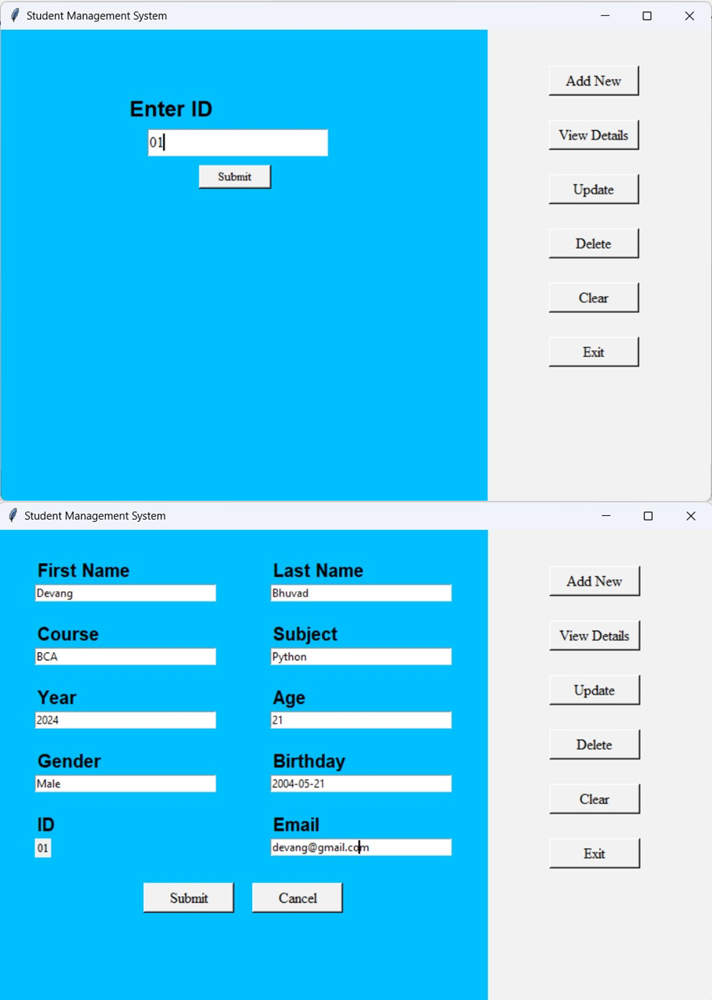 Student Management System
Enter ID
01
Submit
Add New
View Details
Update
Delete
Clear
Exit
Student Management System
First Name Last Name
Devang Bhuvad
Course Subject
BCA Python
Year Age
2024 21
Gender Birthday
Male 2004-05-21
ID Email
01 devang@gmail.com
Submit Cancel
Add New
View Details
Update
Delete
Clear
Exit